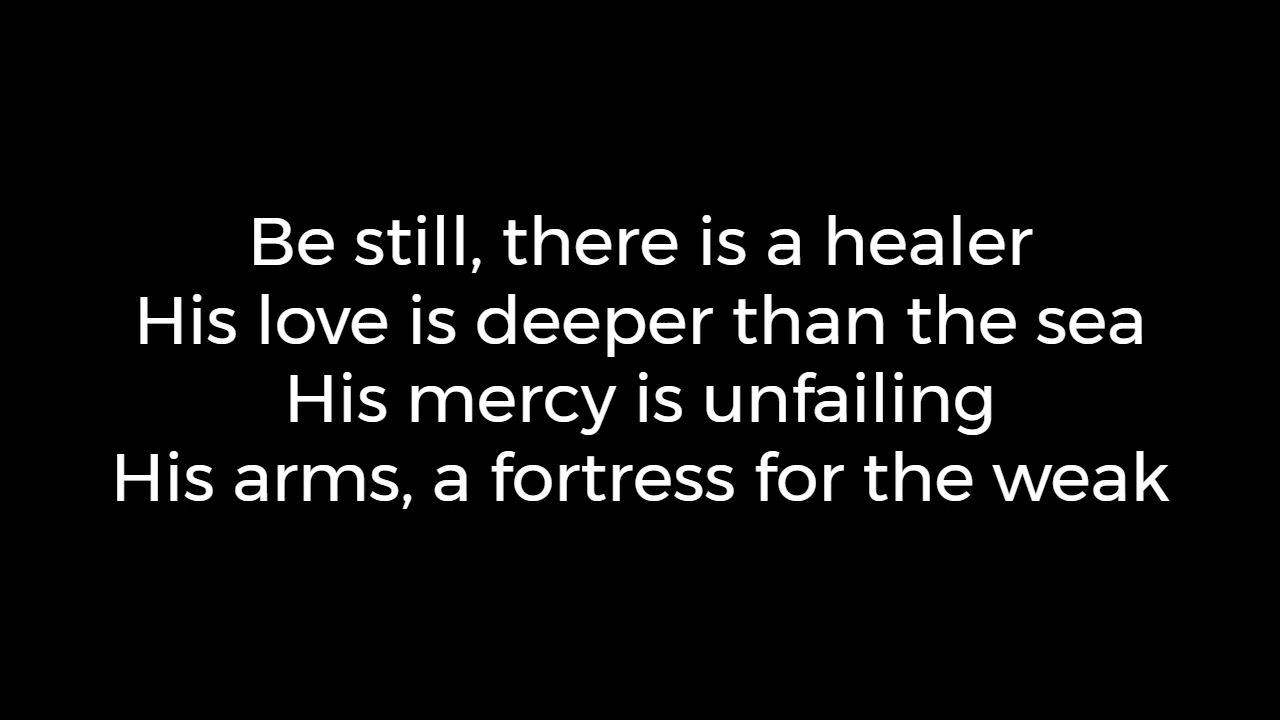 Be still, there is a healer
His love is deeper than the sea
His mercy is unfailing
His arms, a fortress for the weak